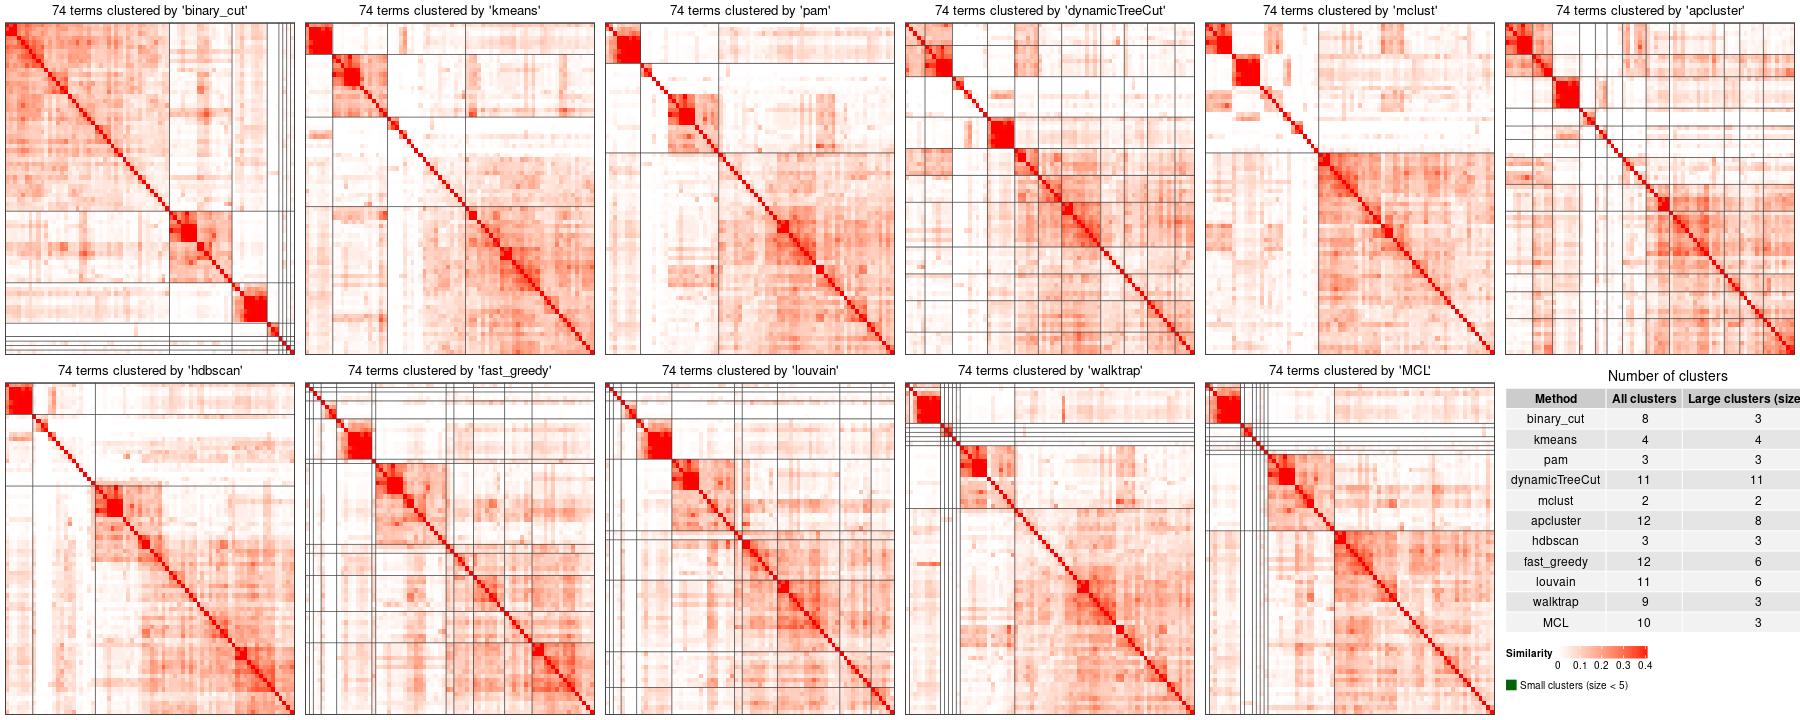 74 terms clustered by 'binary_cut'
74 terms clustered by 'kmeans'
74 terms clustered by 'pam'
74 terms clustered by 'dynamicTreeCut'
74 terms clustered by 'mclust'
74 terms clustered by 'apcluster'
74 terms clustered by 'hdbscan'
74 terms clustered by 'fast_greedy'
74 terms clustered by 'louvain'
74 terms clustered by 'walktrap'
74 terms clustered by 'MCL'
Number of clusters
Method All clusters Large clusters (size
binary_cut 8 3
kmeans 4 4
pam 3 3
dynamicTreeCut 11 11
mclust 2 2
apcluster 12 8
hdbscan 3 3
fast_greedy 12 6
louvain 11 6
walktrap 9 3
MCL 10 3
Similarity
0 0.1 0.2 0.3 0.4
Small clusters (size < 5)